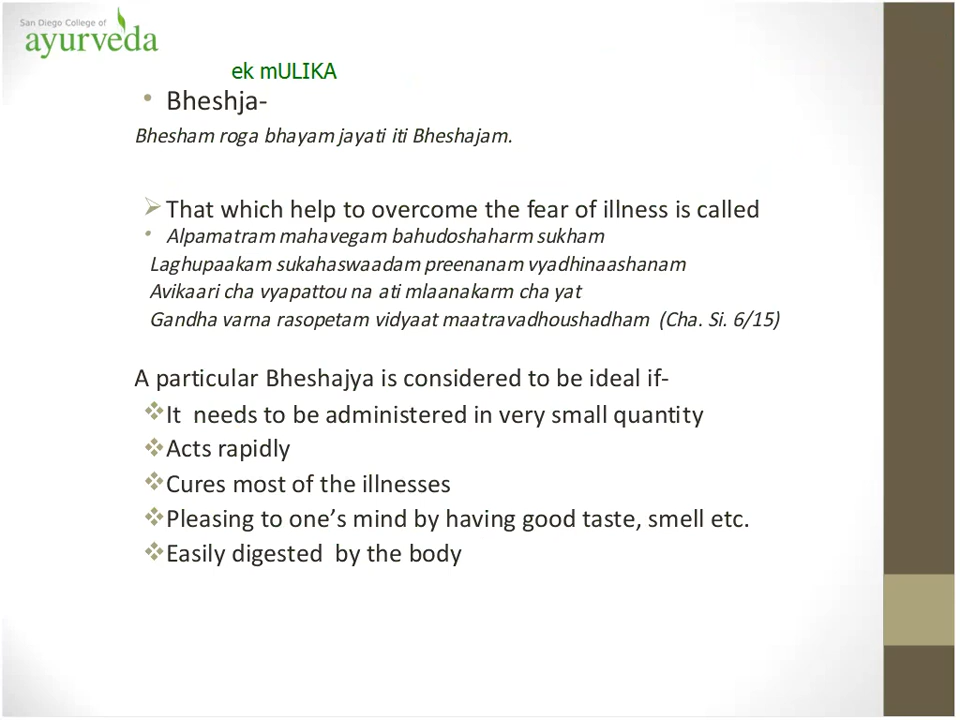 San Diego College of
ayurveda
ek mULIKA
• Bheshja-
Bhesham roga bhayam jayati iti Bheshajam.
➢ That which help to overcome the fear of illness is called
• Alpamatram mahavegam bahudoshaharm sukham
Laghupaakam sukahaswaadam preenanam vyadhinaashanam
Avikaari cha vyapattou na ati mlaanakarm cha yat
Gandha varna rasopetam vidyaat maatravadhoushadham (Cha. Si. 6/15)
A particular Bheshajya is considered to be ideal if-
❖ It needs to be administered in very small quantity
❖ Acts rapidly
❖ Cures most of the illnesses
❖ Pleasing to one’s mind by having good taste, smell etc.
❖ Easily digested by the body